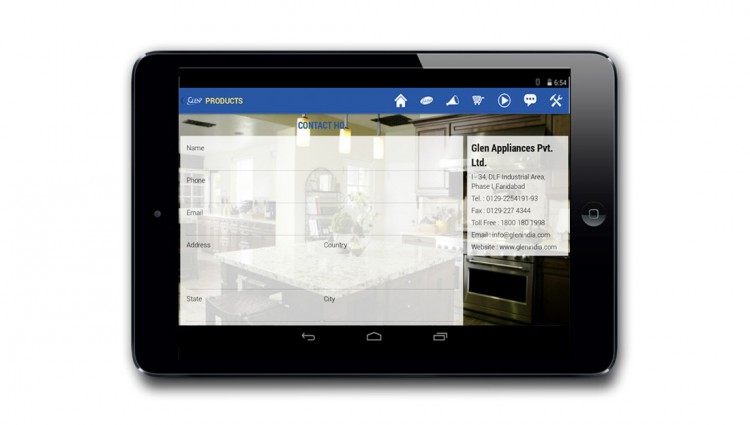 6:54
Glen PRODUCTS
CONTACT HO.
Name
Phone
Email
Address Country
State City
Glen Appliances Pvt.
Ltd.
I - 34, DLF Industrial Area,
Phase I, Faridabad
Tel. : 0129-2254191-93
Fax : 0129-227 4344
Toll Free : 1800 180 1998
Email : info@glenindia.com
Website : www.glenindia.com